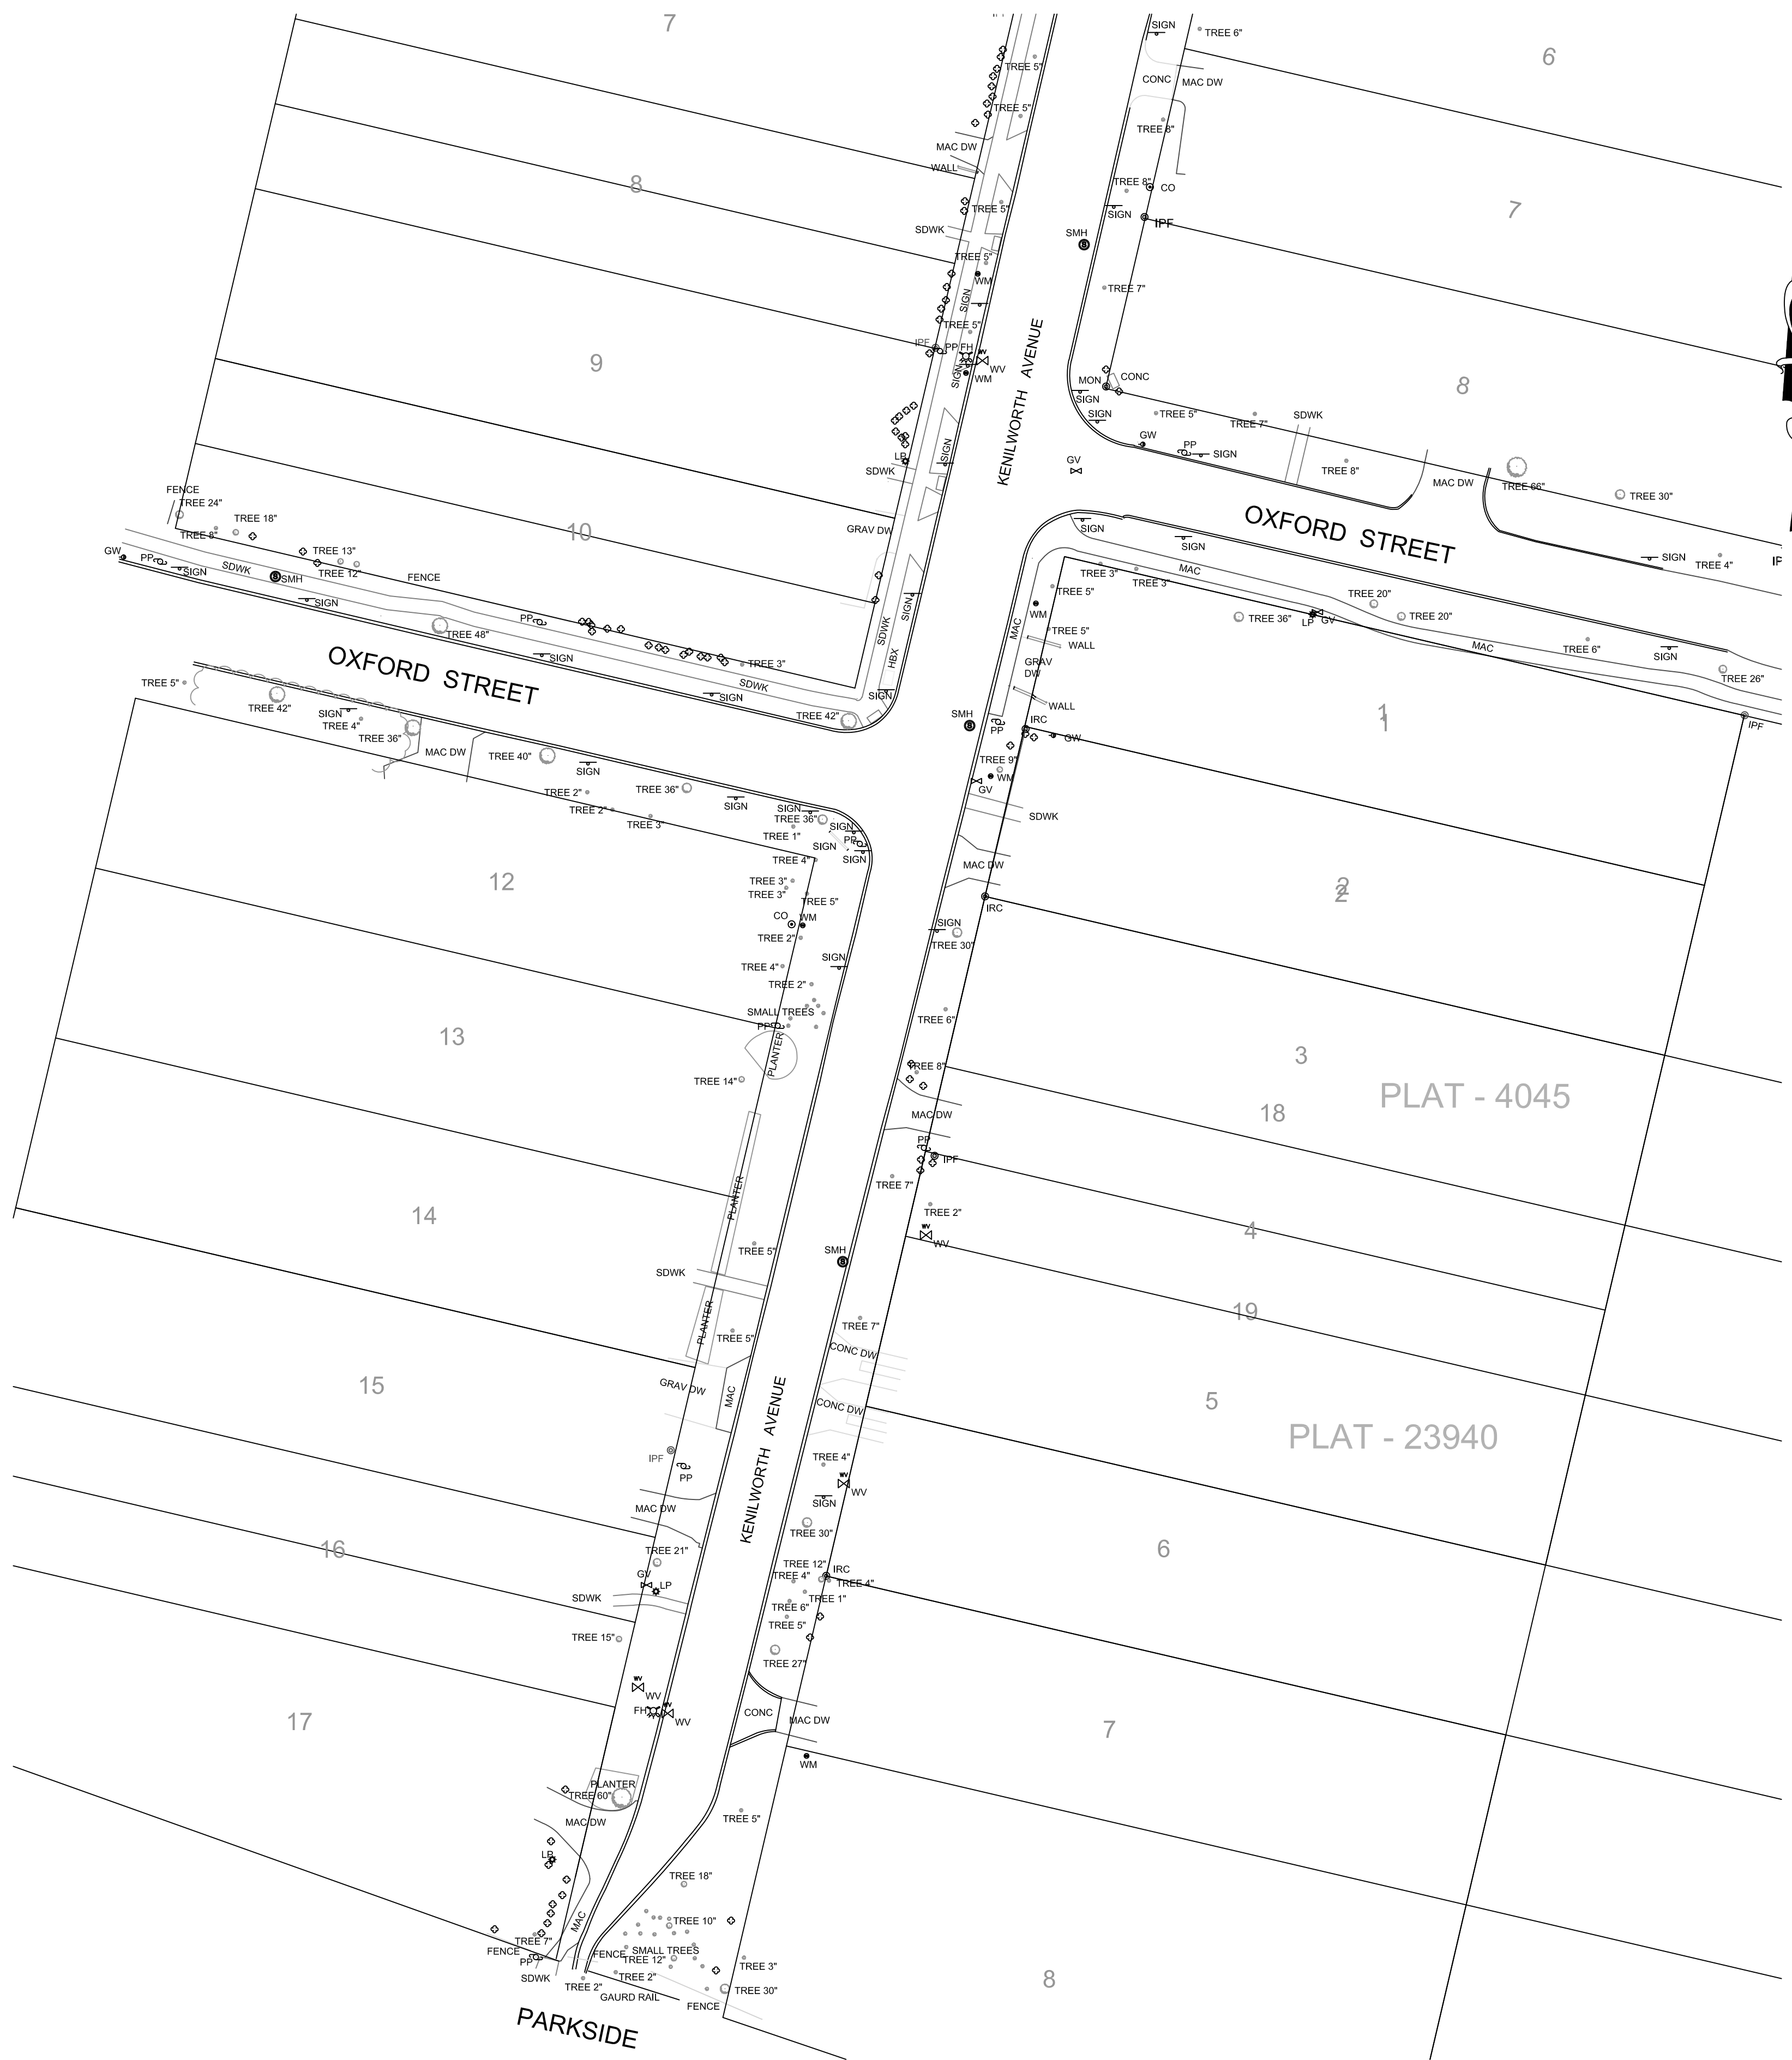 7
TREE 5"
TREE 5"
MAC DW
WALL
8
TREE 5"
SDWK
TREE 5"
WM
SIGN
TREE 5"
IPF
PP FH
WV
WV
SIGN
WM
9
LP
SIGN
SDWK
KENILWORTH AVENUE
SIGN
TREE 6"
6
CONC
MAC DW
TREE 8"
TREE 8"
CO
SIGN
IPF
7
SMH
TREE 7"
MON
CONC
SIGN
SIGN
8
TREE 5"
TREE 7"
SDWK
GW
PP
SIGN
TREE 8"
GV
MAC DW
TREE 66"
TREE 30"
OXFORD STREET
SIGN
SIGN
SIGN
TREE 4"
IP
FENCE
TREE 24"
TREE 8"
TREE 18"
TREE 13"
TREE 12"
FENCE
10
GRAV DW
GW
PP
SIGN
SDWK
SMH
SIGN
TREE 48"
PP
SIGN
TREE 3"
SDWK
SIGN
SIGN
SDWK
HBX
SIGN
TREE 42"
OXFORD STREET
MAC
TREE 3"
TREE 3"
TREE 5"
WM
TREE 5"
WALL
MAC
GRAV
DW
WALL
TREE 36"
LP
GV
TREE 20"
TREE 20"
MAC
TREE 6"
SIGN
TREE 26"
IPF
1
1
SMH
PP
IRC
GW
TREE 9"
WM
GV
SDWK
MAC DW
2
2
IRC
SIGN
TREE 30"
TREE 5"
TREE 42"
SIGN
TREE 4"
TREE 36"
MAC DW
TREE 40"
SIGN
TREE 36"
SIGN
TREE 2"
TREE 2"
TREE 3"
SIGN
TREE 36"
SIGN
TREE 1"
PP
SIGN
SIGN
TREE 4"
12
TREE 3"
TREE 3"
TREE 5"
CO
WM
TREE 2"
SIGN
TREE 4"
TREE 2"
SMALL TREES
PP
PLANTER
13
TREE 14"
TREE 6"
TREE 8"
3
PLAT - 4045
18
MAC DW
PP
IPF
TREE 7"
TREE 2"
WV
WV
4
14
PLANTER
TREE 5"
SMH
SDWK
PLANTER
TREE 5"
19
TREE 7"
CONC DW
CONC DW
5
PLAT - 23940
15
GRAV DW
MAC
KENILWORTH AVENUE
IPF
PP
TREE 4"
WV
WV
SIGN
MAC DW
TREE 30"
16
TREE 21"
GV
LP
SDWK
TREE 12"
IRC
TREE 4"
TREE 4"
TREE 1"
TREE 6"
TREE 5"
6
TREE 15"
TREE 27"
WV
WV
FH
WV
WV
17
CONC
MAC DW
WM
7
PLANTER
TREE 60"
MAC DW
TREE 5"
LP
TREE 18"
MAC
TREE 10"
TREE 7"
FENCE
PP
SDWK
FENCE
SMALL TREES
TREE 12"
TREE 3"
TREE 2"
TREE 2"
GAURD RAIL
TREE 30"
FENCE
8
PARKSIDE